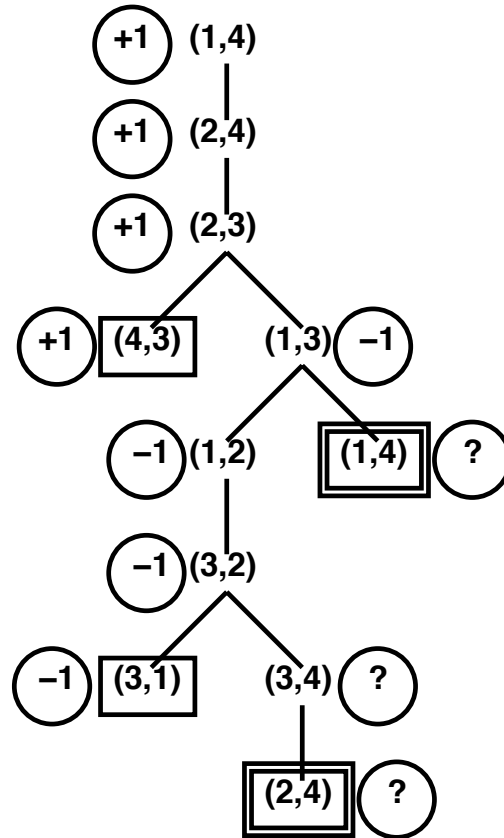 +1 (1,4)
+1 (2,4)
+1 (2,3)
+1 (4,3) (1,3) −1
−1 (1,2) (1,4) ?
−1 (3,2)
−1 (3,1) (3,4) ?
(2,4) ?